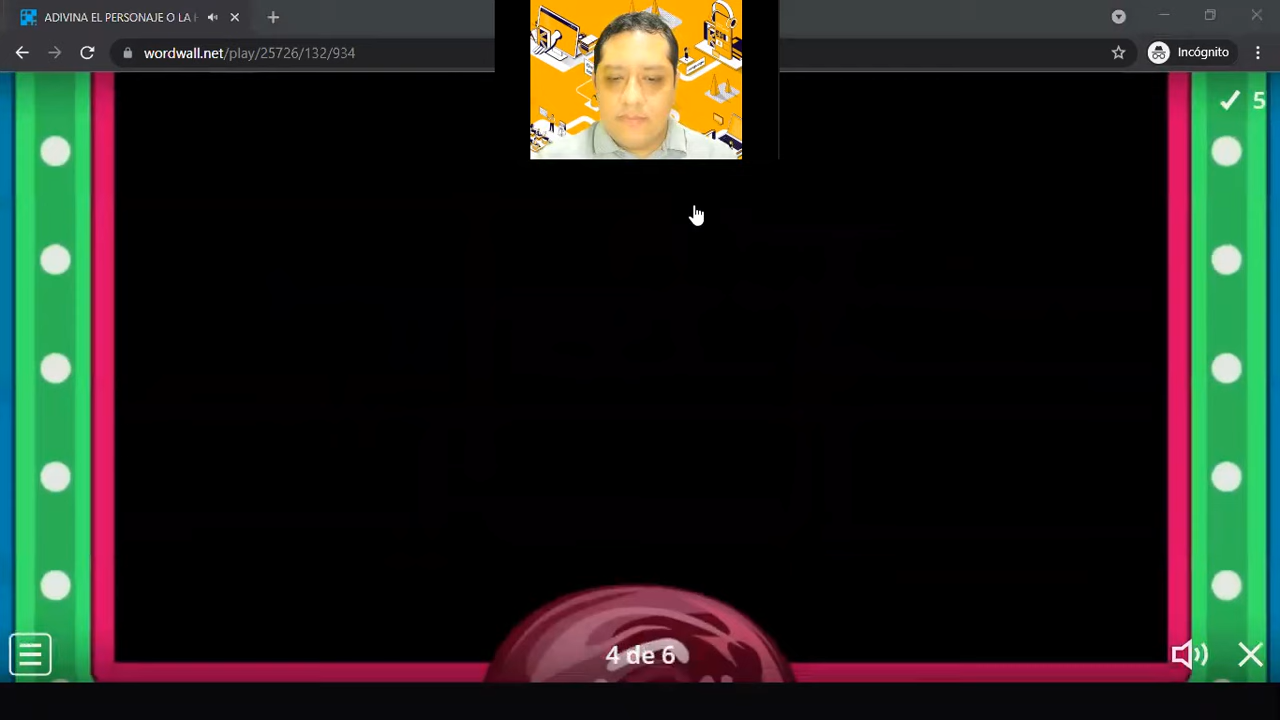 ADIVINA EL PERSONAJE O LA
wordwall.net/play/25726/132/934
Incógnito
5
4 de 6